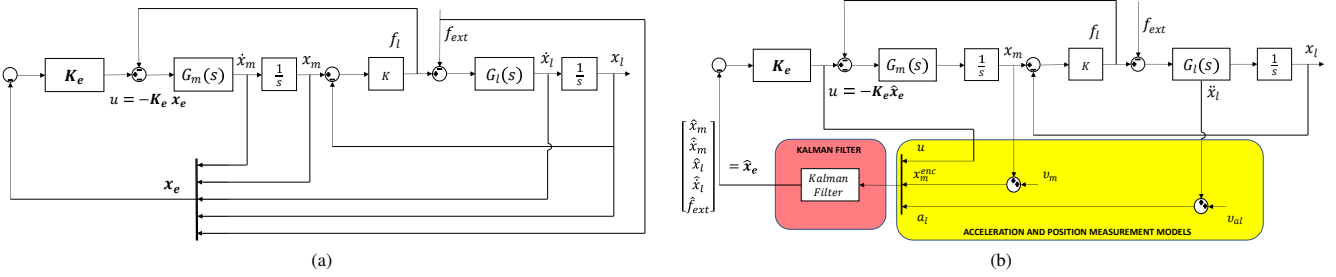 f_l
f_ext
ẋ_m
x_m
ẋ_l
x_l
K_e
G_m(s)
1/s
K
G_l(s)
1/s
u = −K_e x_e
x_e
(a)
f_l
f_ext
x_m
x_l
K_e
G_m(s)
1/s
K
G_l(s)
1/s
u = −K_e x̂_e
ẍ_l
x̂_m
x̂̇_m
x̂_l
x̂̇_l
f̂_ext
= x̂_e
KALMAN FILTER
Kalman
Filter
u
x_m^enc
v_m
a_l
v_al
ACCELERATION AND POSITION MEASUREMENT MODELS
(b)